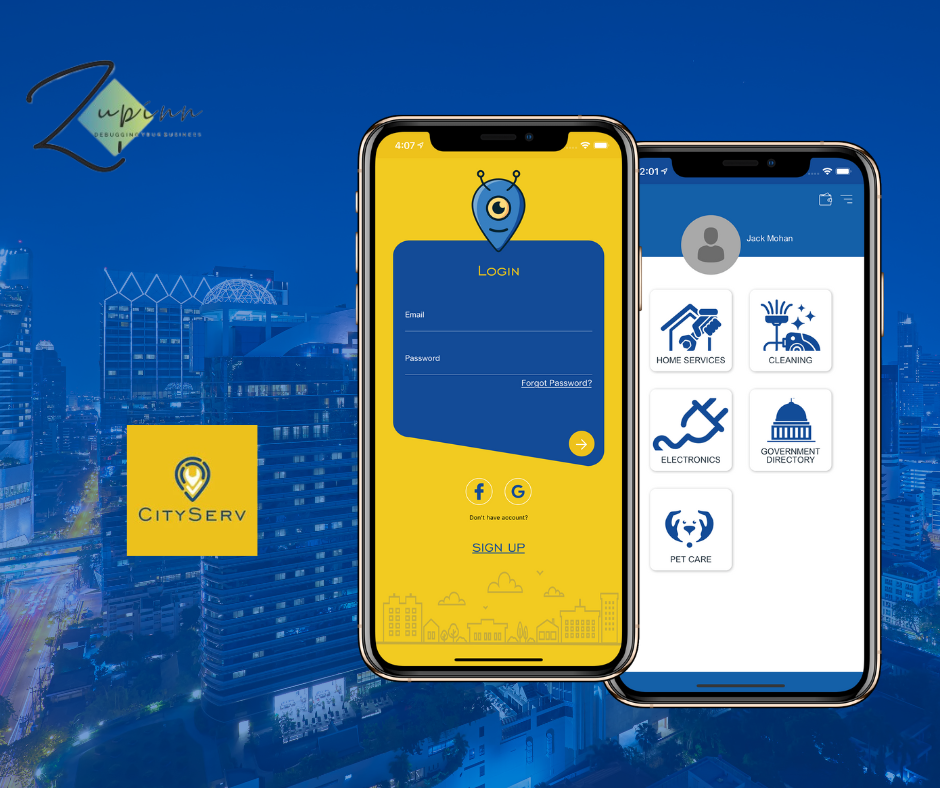 Zupinn
DEBUGGING YOUR BUSINESS
CITYSERV
4:07
LOGIN
Email
Password
Forgot Password?
f
G
Don't have account?
SIGN UP
2:01
Jack Mohan
HOME SERVICES
CLEANING
ELECTRONICS
GOVERNMENT
DIRECTORY
PET CARE